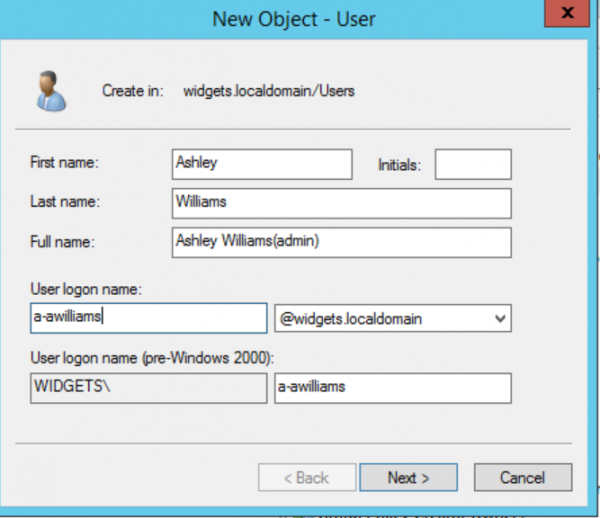 New Object - User
x
Create in: widgets.localdomain/Users
First name: Ashley Initials:
Last name: Williams
Full name: Ashley Williams(admin)
User logon name:
a-awilliams @widgets.localdomain
User logon name (pre-Windows 2000):
WIDGETS\ a-awilliams
< Back Next > Cancel